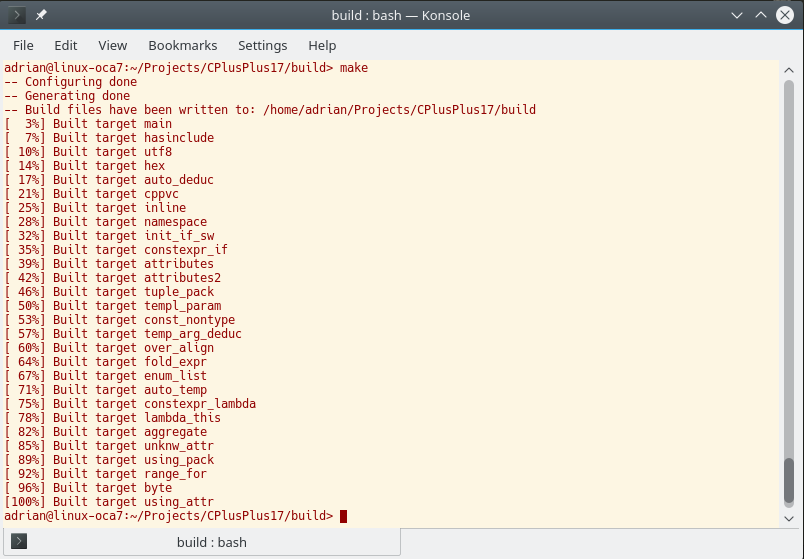 build : bash — Konsole
File Edit View Bookmarks Settings Help
adrian@linux-oca7:~/Projects/CPlusPlus17/build> make
-- Configuring done
-- Generating done
-- Build files have been written to: /home/adrian/Projects/CPlusPlus17/build
[  3%] Built target main
[  7%] Built target hasinclude
[ 10%] Built target utf8
[ 14%] Built target hex
[ 17%] Built target auto_deduc
[ 21%] Built target cppvc
[ 25%] Built target inline
[ 28%] Built target namespace
[ 32%] Built target init_if_sw
[ 35%] Built target constexpr_if
[ 39%] Built target attributes
[ 42%] Built target attributes2
[ 46%] Built target tuple_pack
[ 50%] Built target templ_param
[ 53%] Built target const_nontype
[ 57%] Built target temp_arg_deduc
[ 60%] Built target over_align
[ 64%] Built target fold_expr
[ 67%] Built target enum_list
[ 71%] Built target auto_temp
[ 75%] Built target constexpr_lambda
[ 78%] Built target lambda_this
[ 82%] Built target aggregate
[ 85%] Built target unknw_attr
[ 89%] Built target using_pack
[ 92%] Built target range_for
[ 96%] Built target byte
[100%] Built target using_attr
adrian@linux-oca7:~/Projects/CPlusPlus17/build>
build : bash